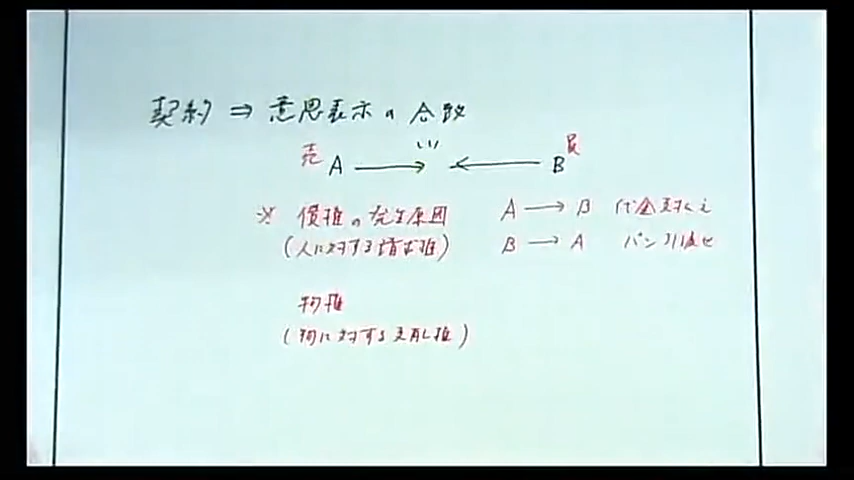 契約 ⇒ 意思表示の合致
売 A → ← B 買
※ 債権の発生原因 A → B 代金支払え
(人に対する請求権) B → A パン引渡せ
物権
(物に対する支配権)